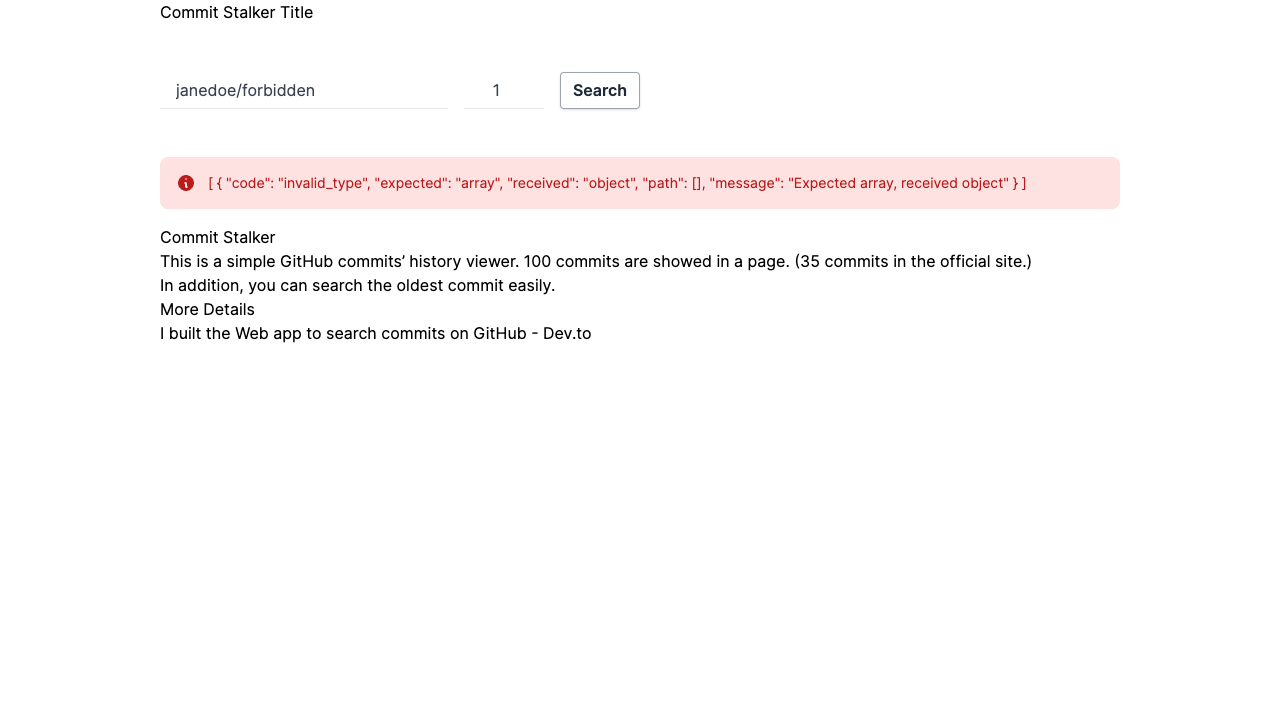 Commit Stalker Title
janedoe/forbidden 1 Search
[ { "code": "invalid_type", "expected": "array", "received": "object", "path": [], "message": "Expected array, received object" } ]
Commit Stalker
This is a simple GitHub commits’ history viewer. 100 commits are showed in a page. (35 commits in the official site.)
In addition, you can search the oldest commit easily.
More Details
I built the Web app to search commits on GitHub - Dev.to